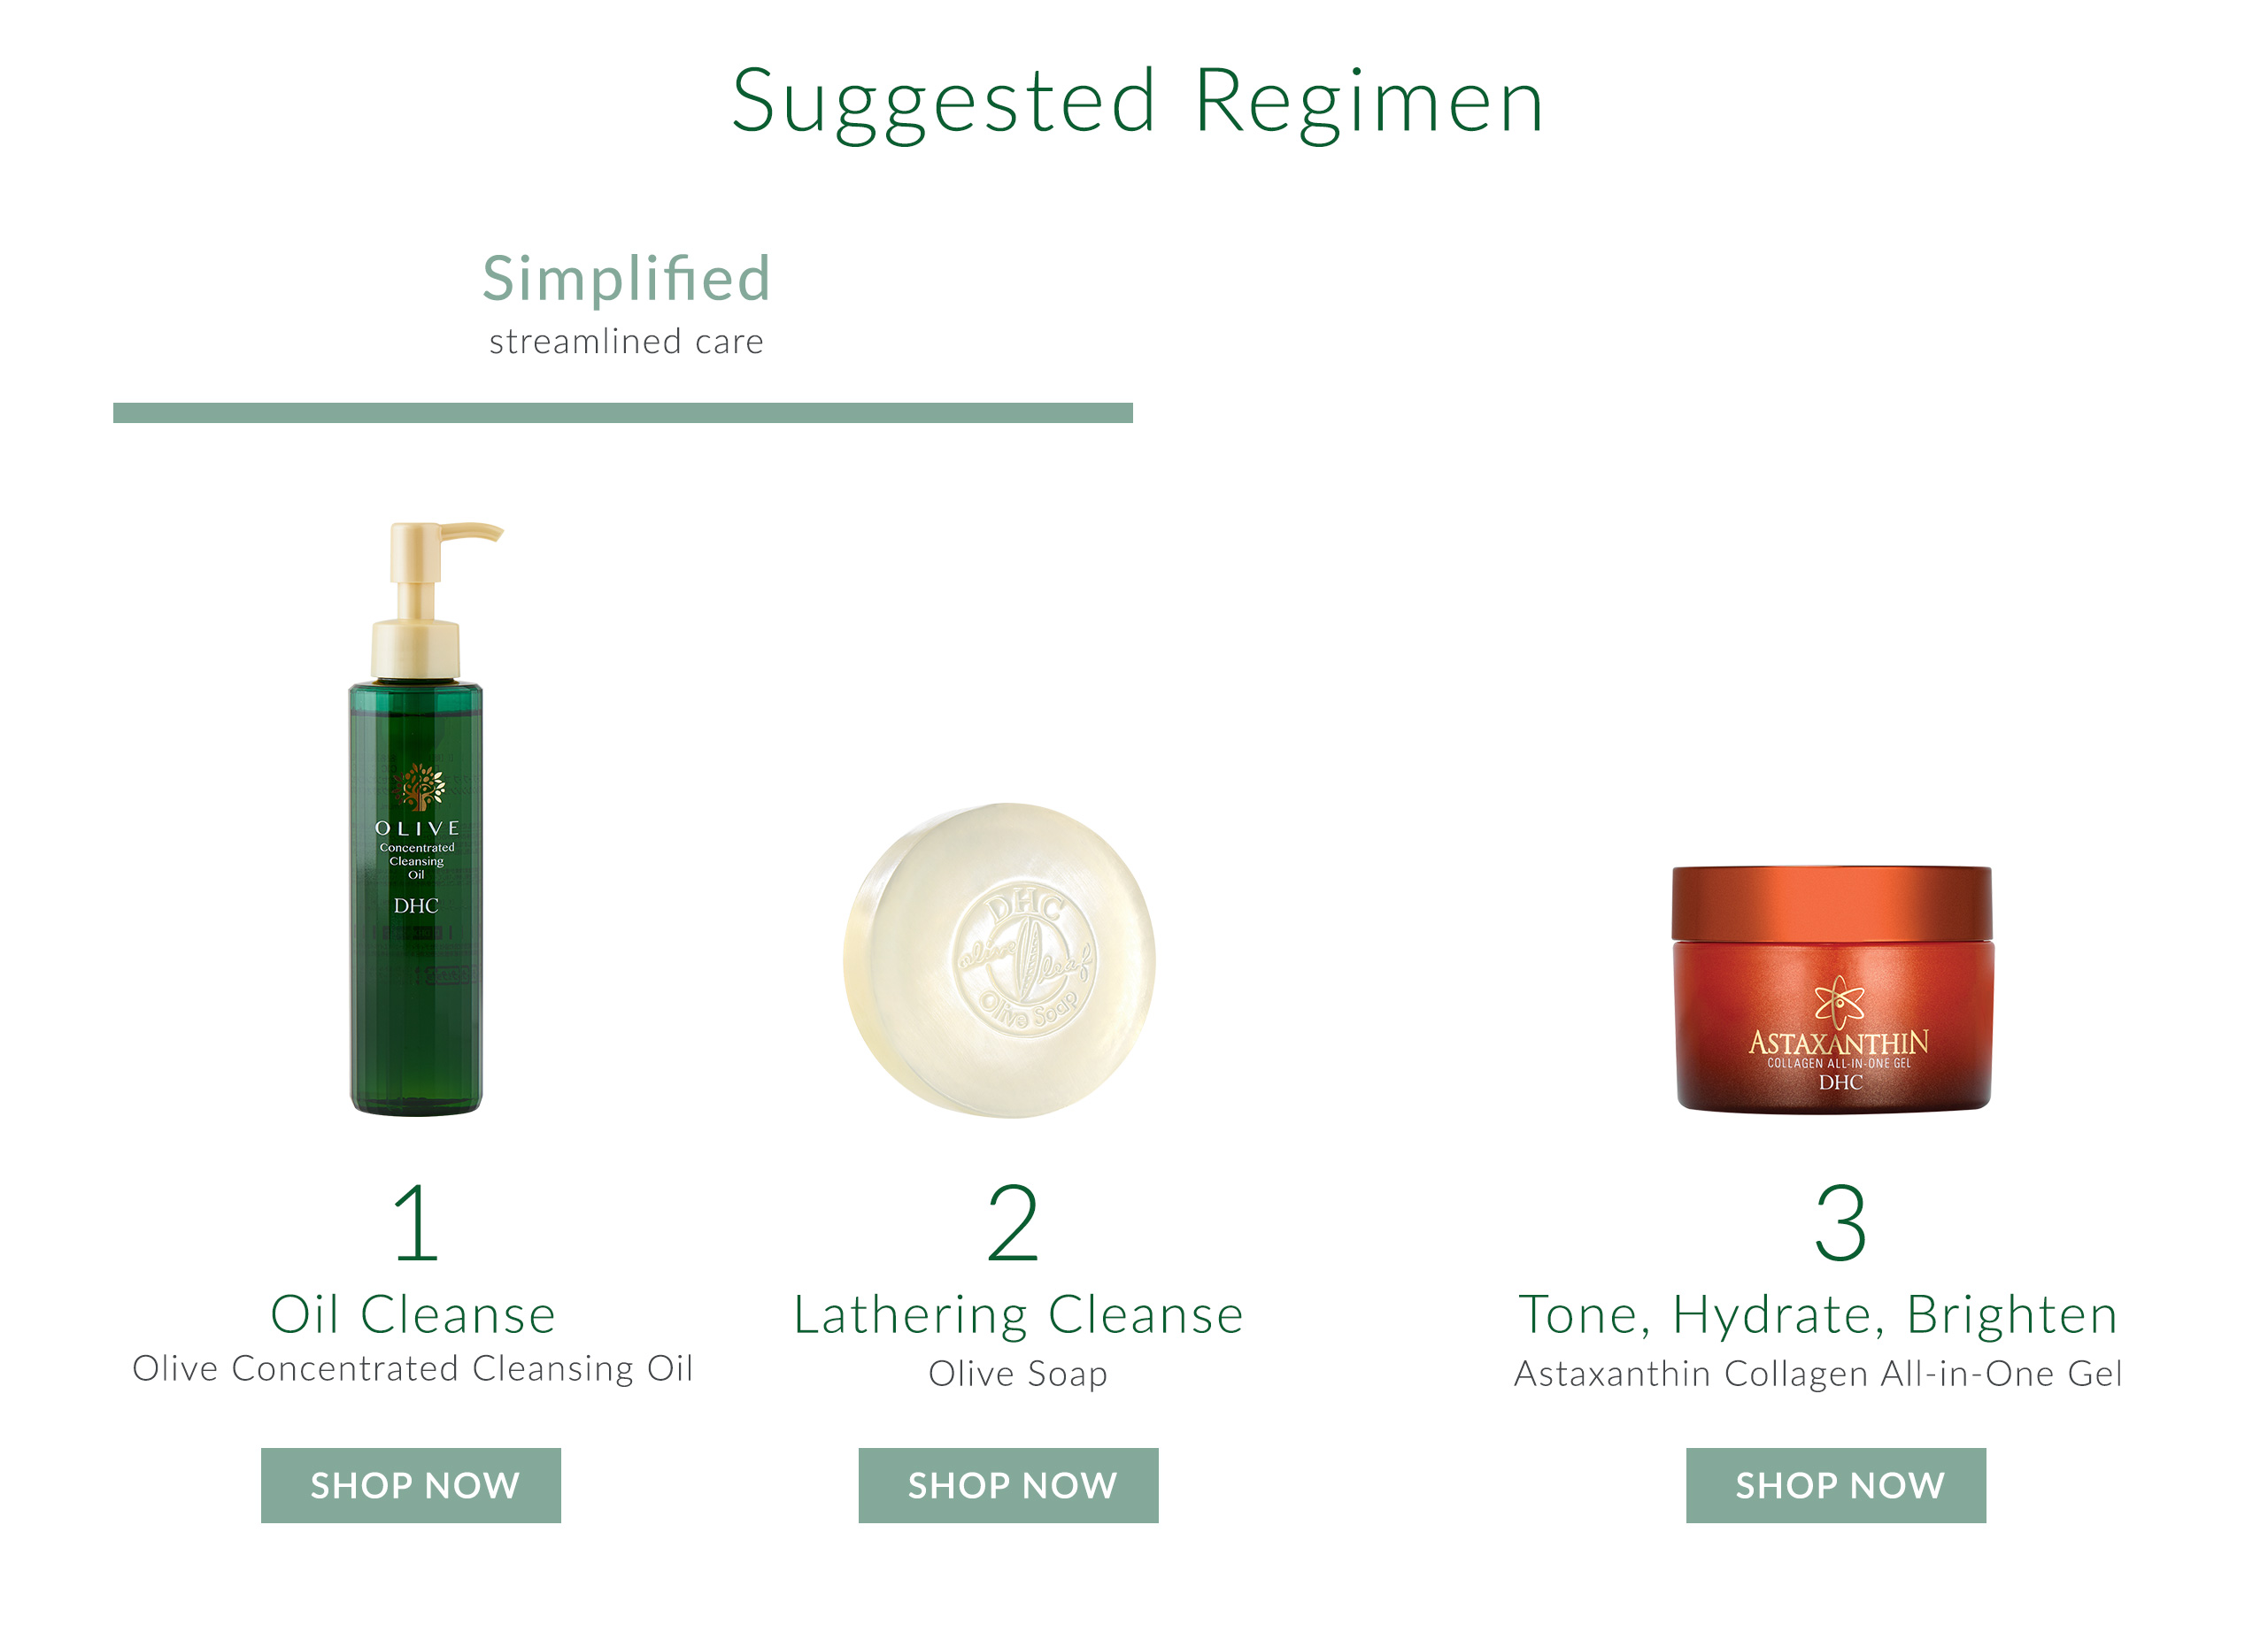 Suggested Regimen
Simplified
streamlined care
OLIVE
Concentrated
Cleansing
Oil
DHC
DHC
olive leaf
Olive Soap
ASTAXANTHIN
COLLAGEN ALL-IN-ONE GEL
DHC
1
2
3
Oil Cleanse
Lathering Cleanse
Tone, Hydrate, Brighten
Olive Concentrated Cleansing Oil
Olive Soap
Astaxanthin Collagen All-in-One Gel
SHOP NOW
SHOP NOW
SHOP NOW